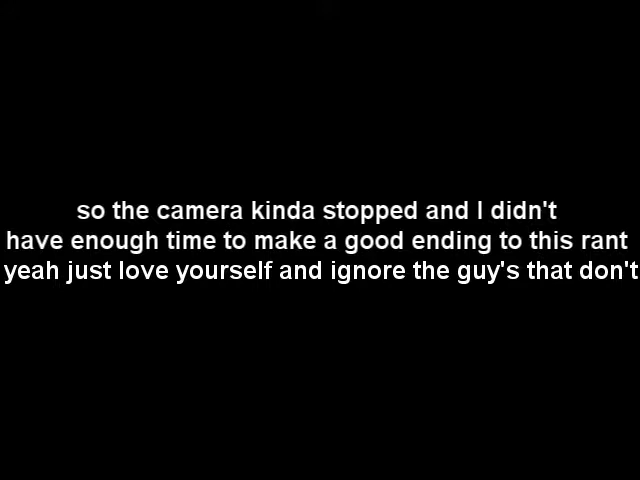 so the camera kinda stopped and I didn't
have enough time to make a good ending to this rant
yeah just love yourself and ignore the guy's that don't